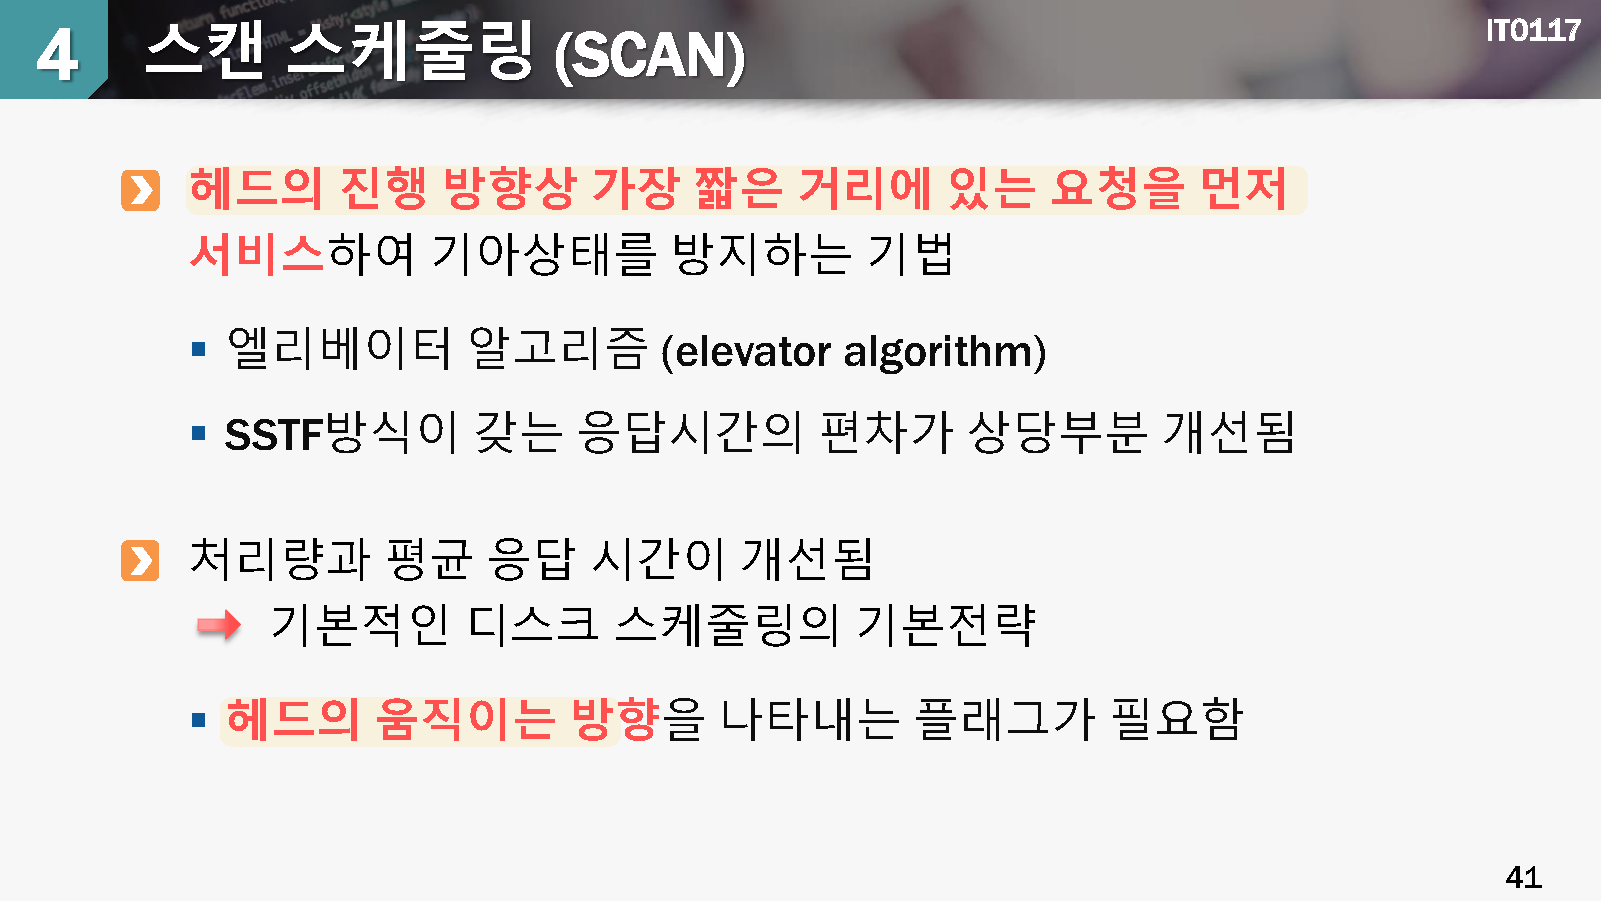 4 스캔 스케줄링 (SCAN)
IT0117
헤드의 진행 방향상 가장 짧은 거리에 있는 요청을 먼저
서비스하여 기아상태를 방지하는 기법
▪ 엘리베이터 알고리즘 (elevator algorithm)
▪ SSTF방식이 갖는 응답시간의 편차가 상당부분 개선됨
처리량과 평균 응답 시간이 개선됨
기본적인 디스크 스케줄링의 기본전략
▪ 헤드의 움직이는 방향을 나타내는 플래그가 필요함
41